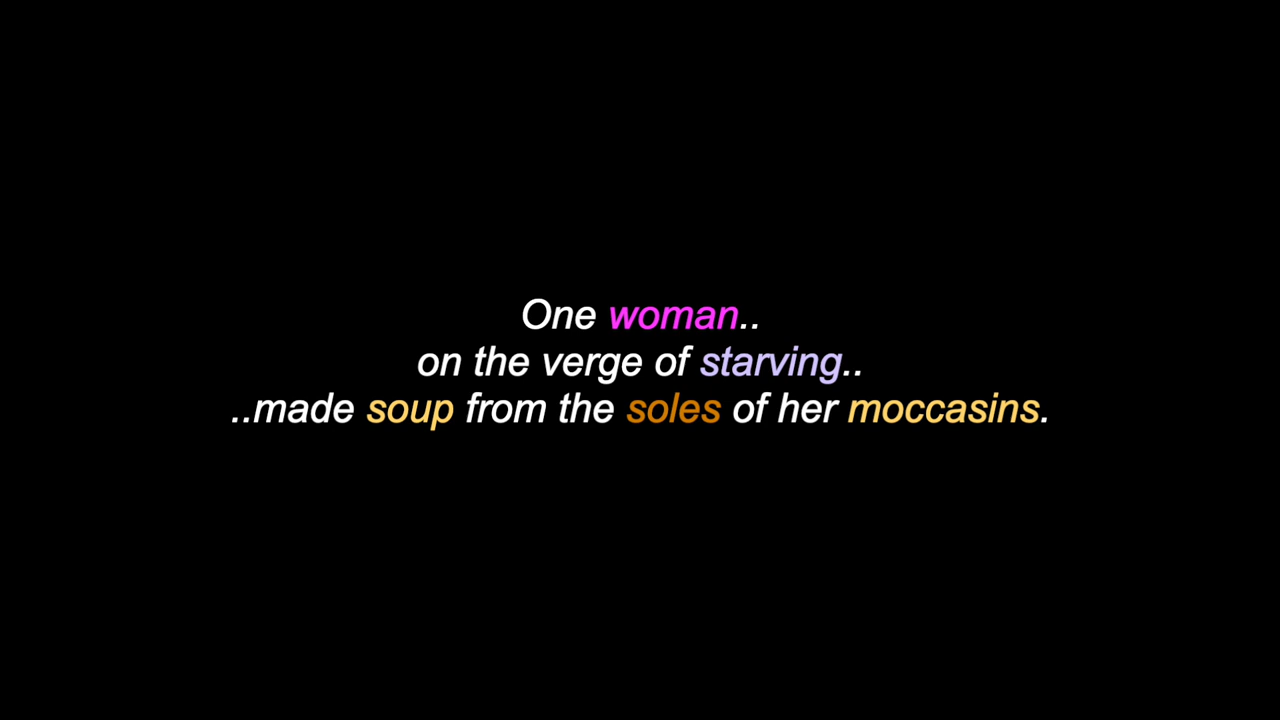 One woman..
on the verge of starving..
..made soup from the soles of her moccasins.